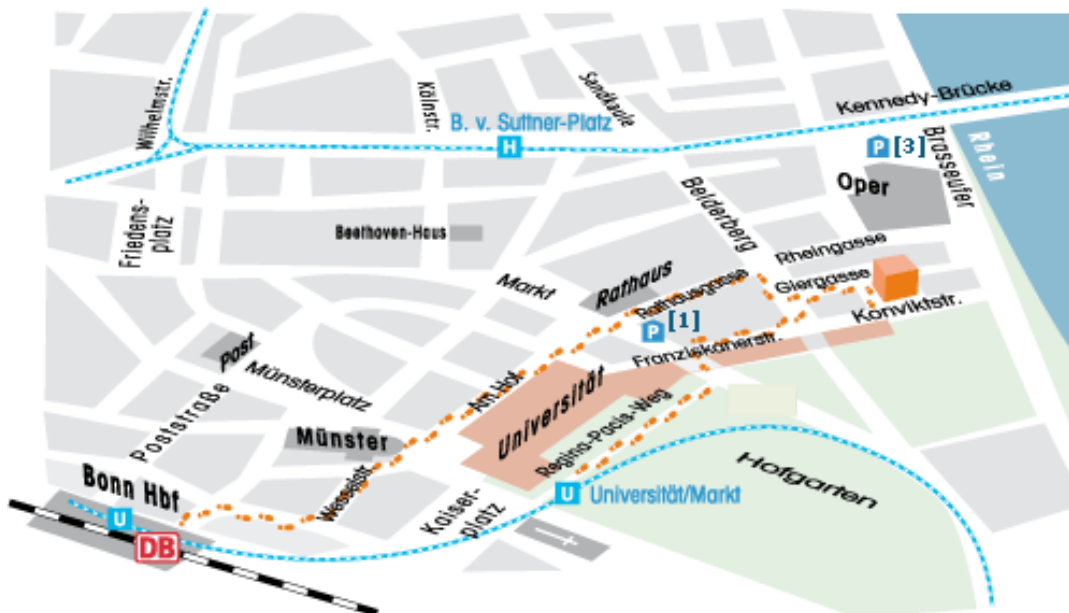 Wilhelmstr.
Kölnstr.
Sandkaule
Kennedy-Brücke
B. v. Suttner-Platz
H
P [3]
Brasseufer
Rhein
Oper
Belderberg
Friedens-
platz
Beethoven-Haus
Rheingasse
Giergasse
Markt
Rathaus
Rathausgasse
P [1]
Konviktstr.
Franziskanerstr.
Post
Münsterplatz
Am Hof
Universität
Regina-Pacis-Weg
Poststraße
Münster
Wesselstr.
Kaiser-
platz
Hofgarten
Bonn Hbf
U
U Universität/Markt
DB